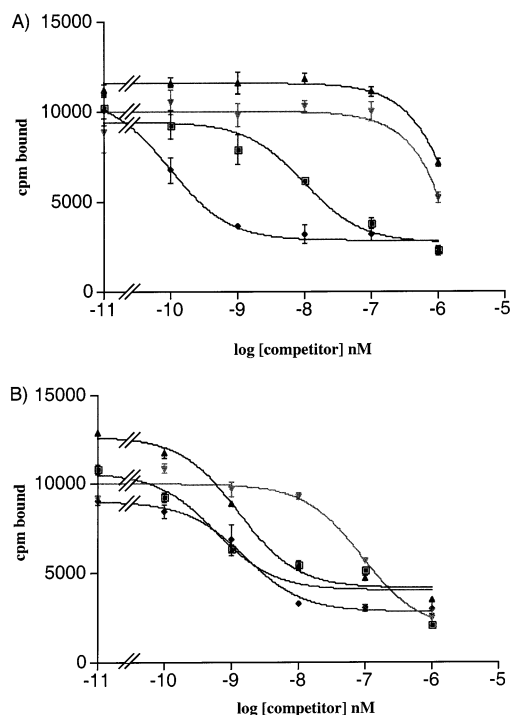 A)
15000
10000
5000
0
cpm bound
-11 -10 -9 -8 -7 -6 -5
log [competitor] nM
B)
15000
10000
5000
0
cpm bound
-11 -10 -9 -8 -7 -6 -5
log [competitor] nM